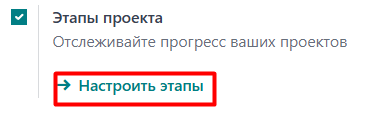 Этапы проекта
Отслеживайте прогресс ваших проектов
Настроить этапы